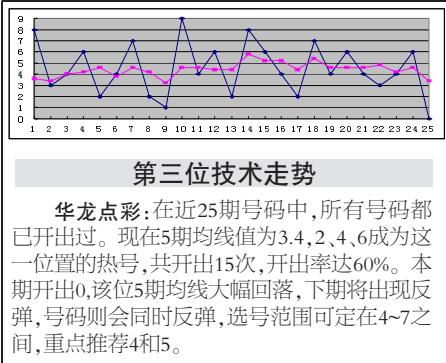 9
8
7
6
5
4
3
2
1
0
1 2 3 4 5 6 7 8 9 10 11 12 13 14 15 16 17 18 19 20 21 22 23 24 25
第三位技术走势
华龙点彩:在近25期号码中,所有号码都
已开出过。现在5期均线值为3.4,2、4、6成为这
一位置的热号,共开出15次,开出率达60%。本
期开出0,该位5期均线大幅回落,下期将出现反
弹,号码则会同时反弹,选号范围可定在4~7之
间,重点推荐4和5。